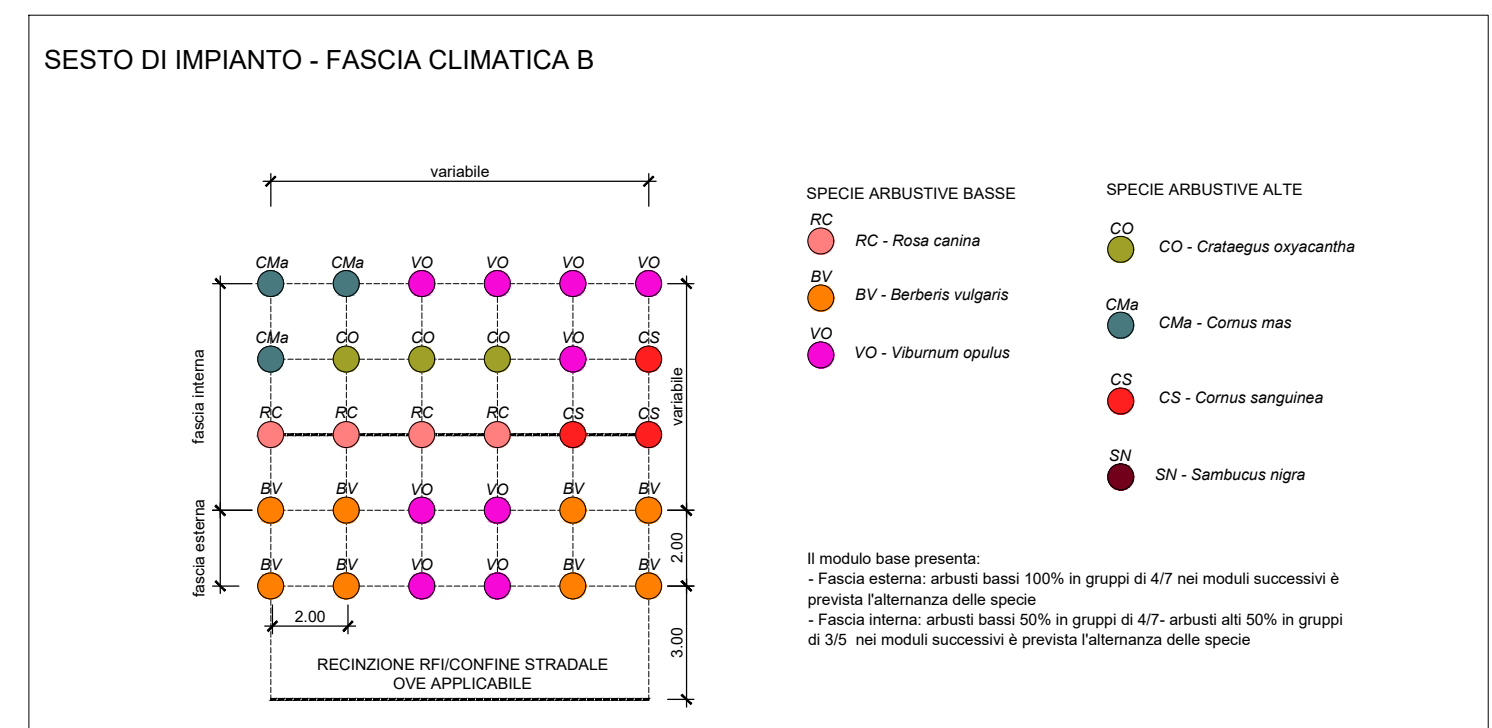 SESTO DI IMPIANTO - FASCIA CLIMATICA B
variabile
CMa CMa VO VO VO VO
CMa CO CO CO VO CS
RC RC RC RC CS CS
BV BV VO VO BV BV
BV BV VO VO BV BV
fascia interna
fascia esterna
variabile
2.00
2.00
3.00
RECINZIONE RFI/CONFINE STRADALE
OVE APPLICABILE
SPECIE ARBUSTIVE BASSE
RC
RC - Rosa canina
BV
BV - Berberis vulgaris
VO
VO - Viburnum opulus
SPECIE ARBUSTIVE ALTE
CO
CO - Crataegus oxyacantha
CMa
CMa - Cornus mas
CS
CS - Cornus sanguinea
SN
SN - Sambucus nigra
Il modulo base presenta:
- Fascia esterna: arbusti bassi 100% in gruppi di 4/7 nei moduli successivi è
prevista l'alternanza delle specie
- Fascia interna: arbusti bassi 50% in gruppi di 4/7- arbusti alti 50% in gruppi
di 3/5 nei moduli successivi è prevista l'alternanza delle specie